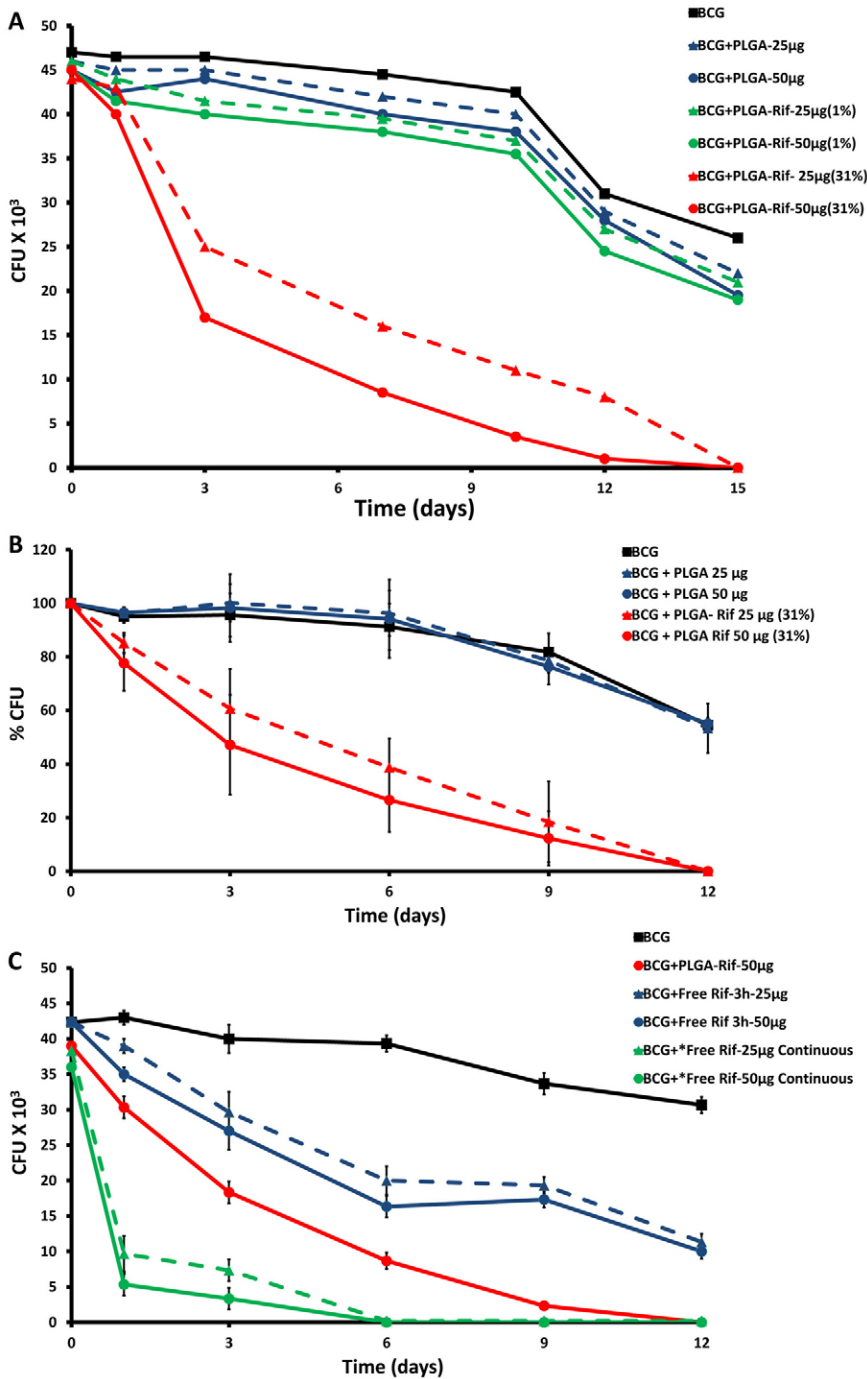 A
50
45
40
35
30
25
20
15
10
5
0
CFU X 10³
0 3 6 9 12 15
Time (days)
BCG
BCG+PLGA-25µg
BCG+PLGA-50µg
BCG+PLGA-Rif-25µg(1%)
BCG+PLGA-Rif-50µg(1%)
BCG+PLGA-Rif- 25µg(31%)
BCG+PLGA-Rif-50µg(31%)
B
120
100
80
60
40
20
0
% CFU
0 3 6 9 12
Time (days)
BCG
BCG + PLGA 25 µg
BCG + PLGA 50 µg
BCG + PLGA- Rif 25 µg (31%)
BCG + PLGA Rif 50 µg (31%)
C
50
45
40
35
30
25
20
15
10
5
0
CFU X 10³
0 3 6 9 12
Time (days)
BCG
BCG+PLGA-Rif-50µg
BCG+Free Rif-3h-25µg
BCG+Free Rif 3h-50µg
BCG+*Free Rif-25µg Continuous
BCG+*Free Rif-50µg Continuous